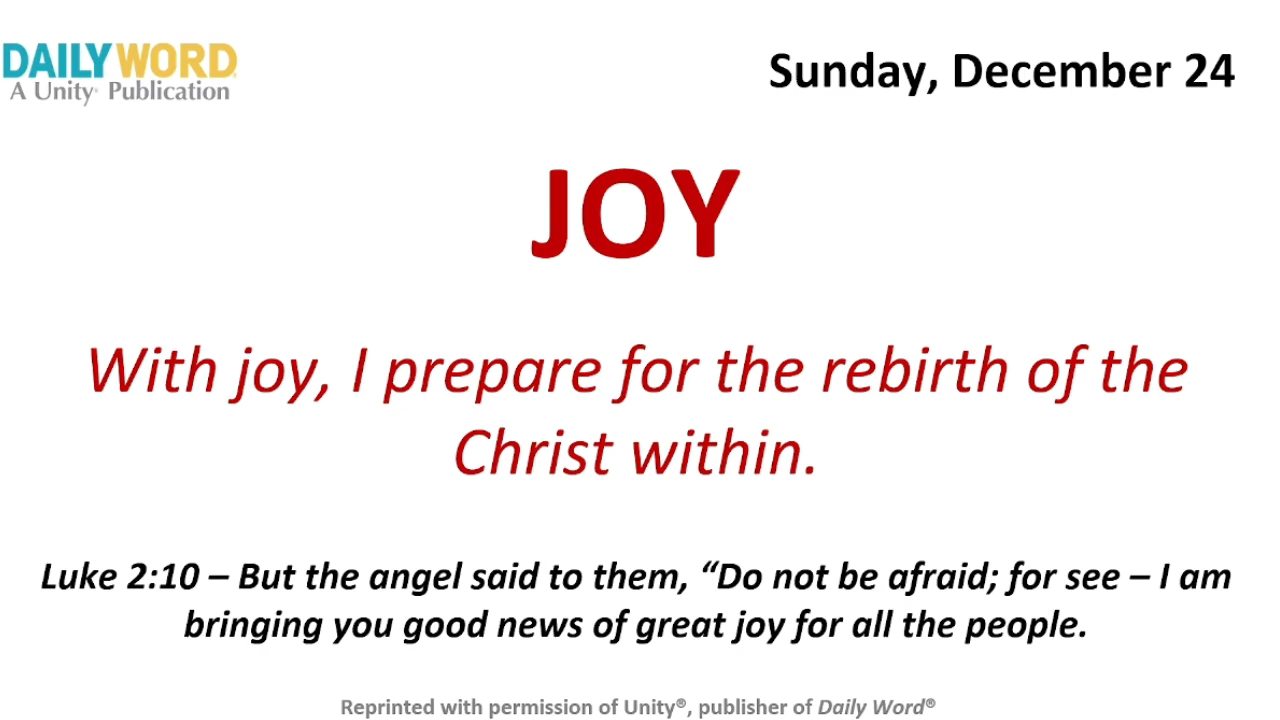 DAILY WORD
A Unity® Publication
Sunday, December 24
JOY
With joy, I prepare for the rebirth of the
Christ within.
Luke 2:10 – But the angel said to them, “Do not be afraid; for see – I am
bringing you good news of great joy for all the people.
Reprinted with permission of Unity®, publisher of Daily Word®